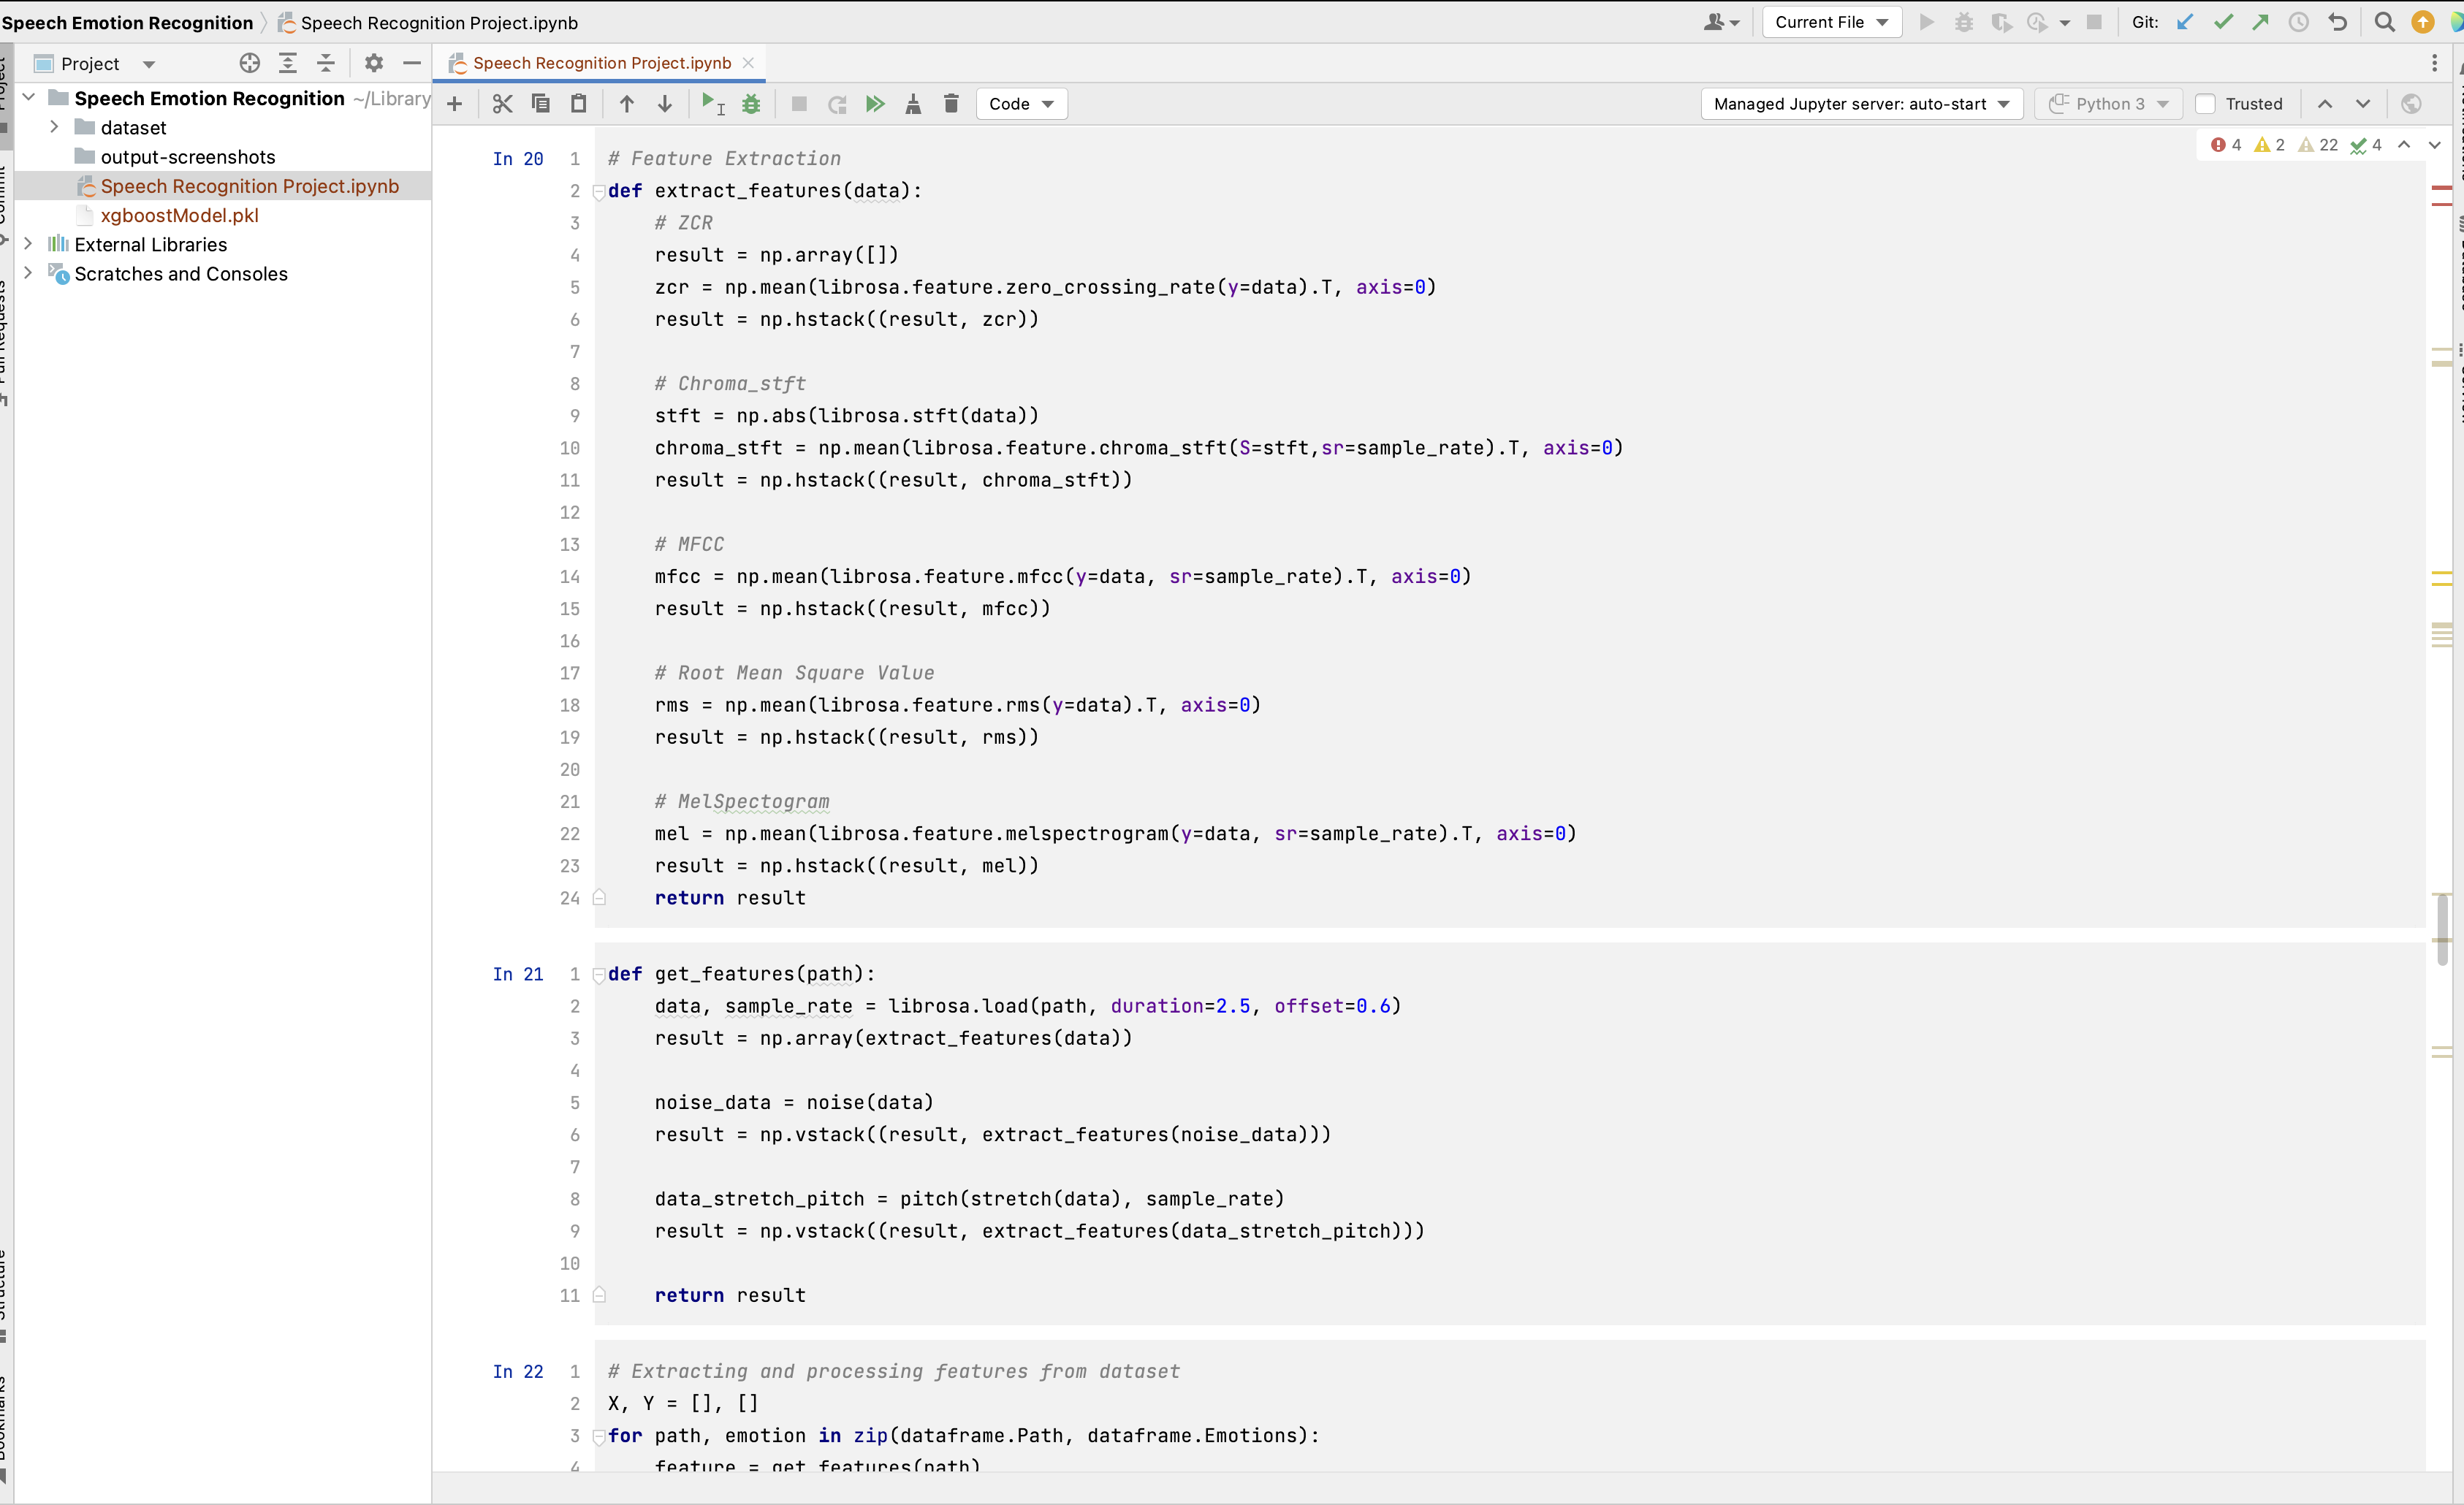 Speech Emotion Recognition
Speech Recognition Project.ipynb
Current File
Git:
Project
Speech Recognition Project.ipynb
Speech Emotion Recognition ~/Library
dataset
output-screenshots
Speech Recognition Project.ipynb
xgboostModel.pkl
External Libraries
Scratches and Consoles
Commit
Pull Requests
Structure
Bookmarks
Code
Managed Jupyter server: auto-start
Python 3
Trusted
4 2 22 4
In 20
1 # Feature Extraction
2 def extract_features(data):
3     # ZCR
4     result = np.array([])
5     zcr = np.mean(librosa.feature.zero_crossing_rate(y=data).T, axis=0)
6     result = np.hstack((result, zcr))
7
8     # Chroma_stft
9     stft = np.abs(librosa.stft(data))
10     chroma_stft = np.mean(librosa.feature.chroma_stft(S=stft,sr=sample_rate).T, axis=0)
11     result = np.hstack((result, chroma_stft))
12
13     # MFCC
14     mfcc = np.mean(librosa.feature.mfcc(y=data, sr=sample_rate).T, axis=0)
15     result = np.hstack((result, mfcc))
16
17     # Root Mean Square Value
18     rms = np.mean(librosa.feature.rms(y=data).T, axis=0)
19     result = np.hstack((result, rms))
20
21     # MelSpectogram
22     mel = np.mean(librosa.feature.melspectrogram(y=data, sr=sample_rate).T, axis=0)
23     result = np.hstack((result, mel))
24     return result
In 21
1 def get_features(path):
2     data, sample_rate = librosa.load(path, duration=2.5, offset=0.6)
3     result = np.array(extract_features(data))
4
5     noise_data = noise(data)
6     result = np.vstack((result, extract_features(noise_data)))
7
8     data_stretch_pitch = pitch(stretch(data), sample_rate)
9     result = np.vstack((result, extract_features(data_stretch_pitch)))
10
11     return result
In 22
1 # Extracting and processing features from dataset
2 X, Y = [], []
3 for path, emotion in zip(dataframe.Path, dataframe.Emotions):
4     feature = get_features(path)